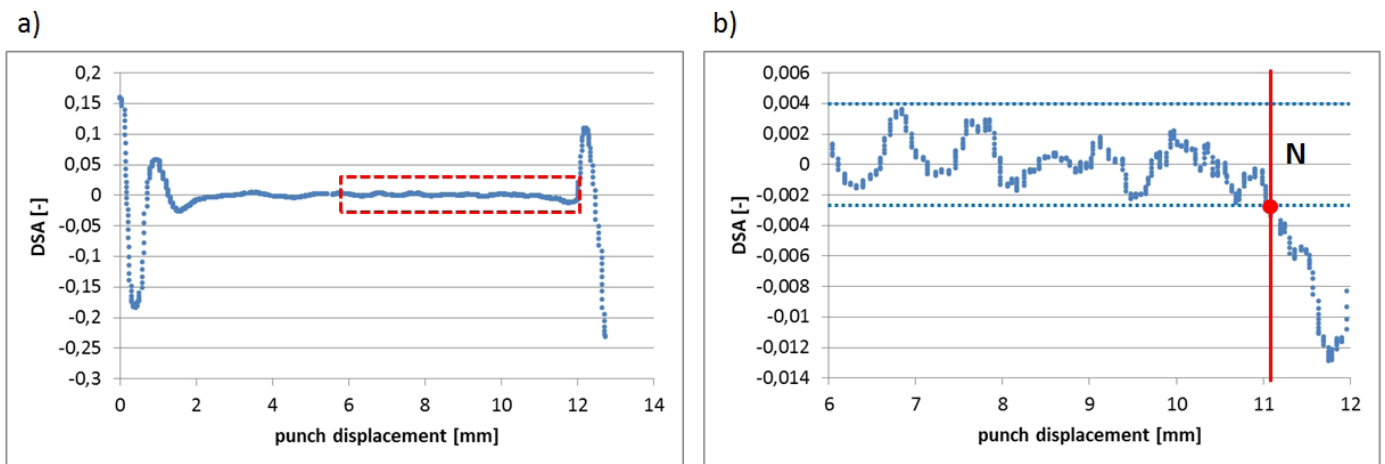 a)
0,2
0,15
0,1
0,05
0
-0,05
-0,1
-0,15
-0,2
-0,25
-0,3
DSA [-]
0 2 4 6 8 10 12 14
punch displacement [mm]
b)
0,006
0,004
0,002
0
-0,002
-0,004
-0,006
-0,008
-0,01
-0,012
-0,014
DSA [-]
N
6 7 8 9 10 11 12
punch displacement [mm]